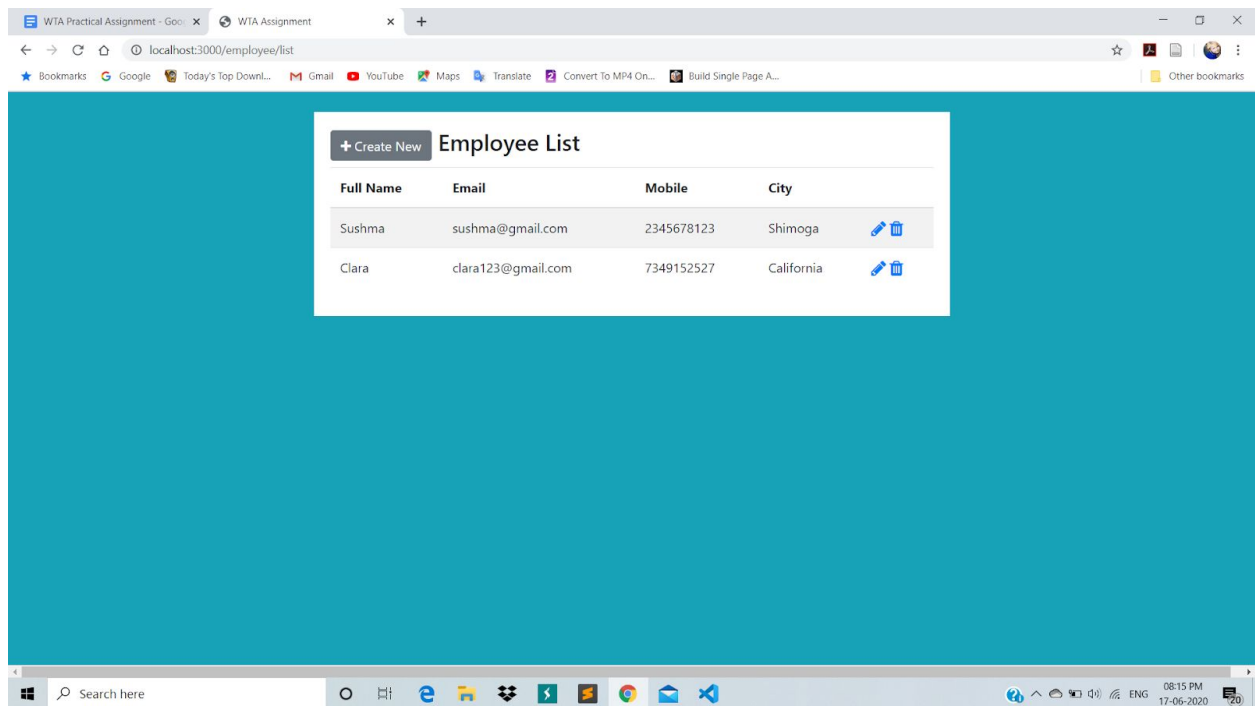 WTA Practical Assignment - Goo
WTA Assignment
localhost:3000/employee/list
Bookmarks Google Today's Top Downl... Gmail YouTube Maps Translate Convert To MP4 On... Build Single Page A... Other bookmarks
+ Create New Employee List
Full Name Email Mobile City
Sushma sushma@gmail.com 2345678123 Shimoga
Clara clara123@gmail.com 7349152527 California
Search here
ENG
08:15 PM
17-06-2020
20